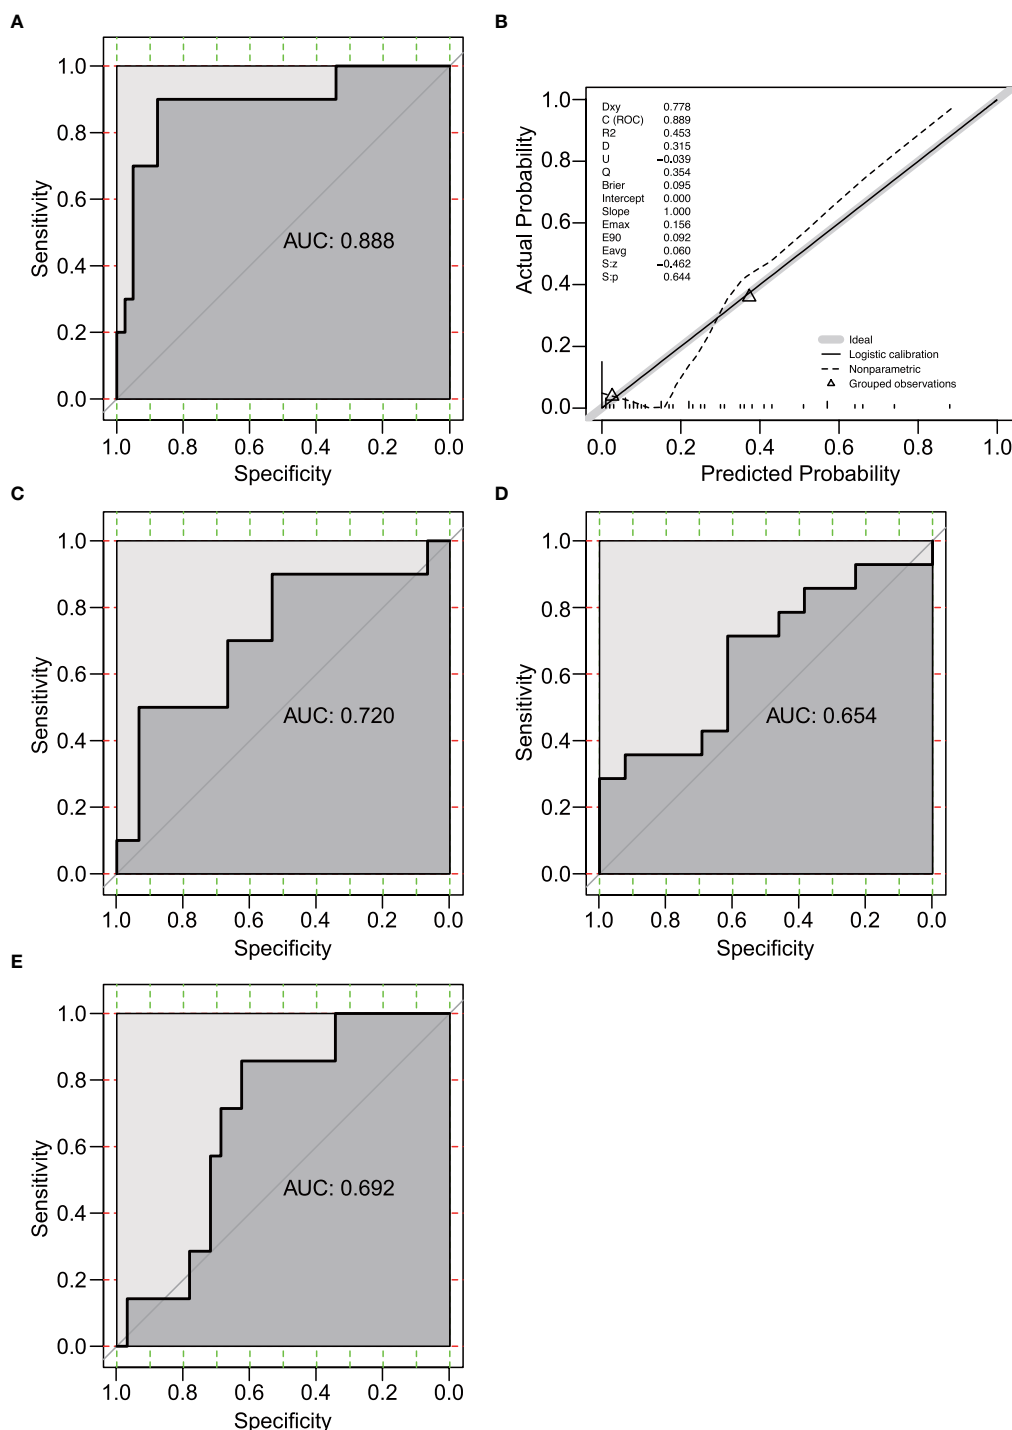 A
1.0
0.8
0.6
0.4
0.2
0.0
Sensitivity
AUC: 0.888
1.0 0.8 0.6 0.4 0.2 0.0
Specificity
B
1.0
0.8
0.6
0.4
0.2
0.0
Actual Probability
Dxy 0.778
C (ROC) 0.889
R2 0.453
D 0.315
U −0.039
Q 0.354
Brier 0.095
Intercept 0.000
Slope 1.000
Emax 0.156
E90 0.092
Eavg 0.060
S:z −0.462
S:p 0.644
Ideal
Logistic calibration
Nonparametric
Grouped observations
0.0 0.2 0.4 0.6 0.8 1.0
Predicted Probability
C
1.0
0.8
0.6
0.4
0.2
0.0
Sensitivity
AUC: 0.720
1.0 0.8 0.6 0.4 0.2 0.0
Specificity
D
1.0
0.8
0.6
0.4
0.2
0.0
Sensitivity
AUC: 0.654
1.0 0.8 0.6 0.4 0.2 0.0
Specificity
E
1.0
0.8
0.6
0.4
0.2
0.0
Sensitivity
AUC: 0.692
1.0 0.8 0.6 0.4 0.2 0.0
Specificity